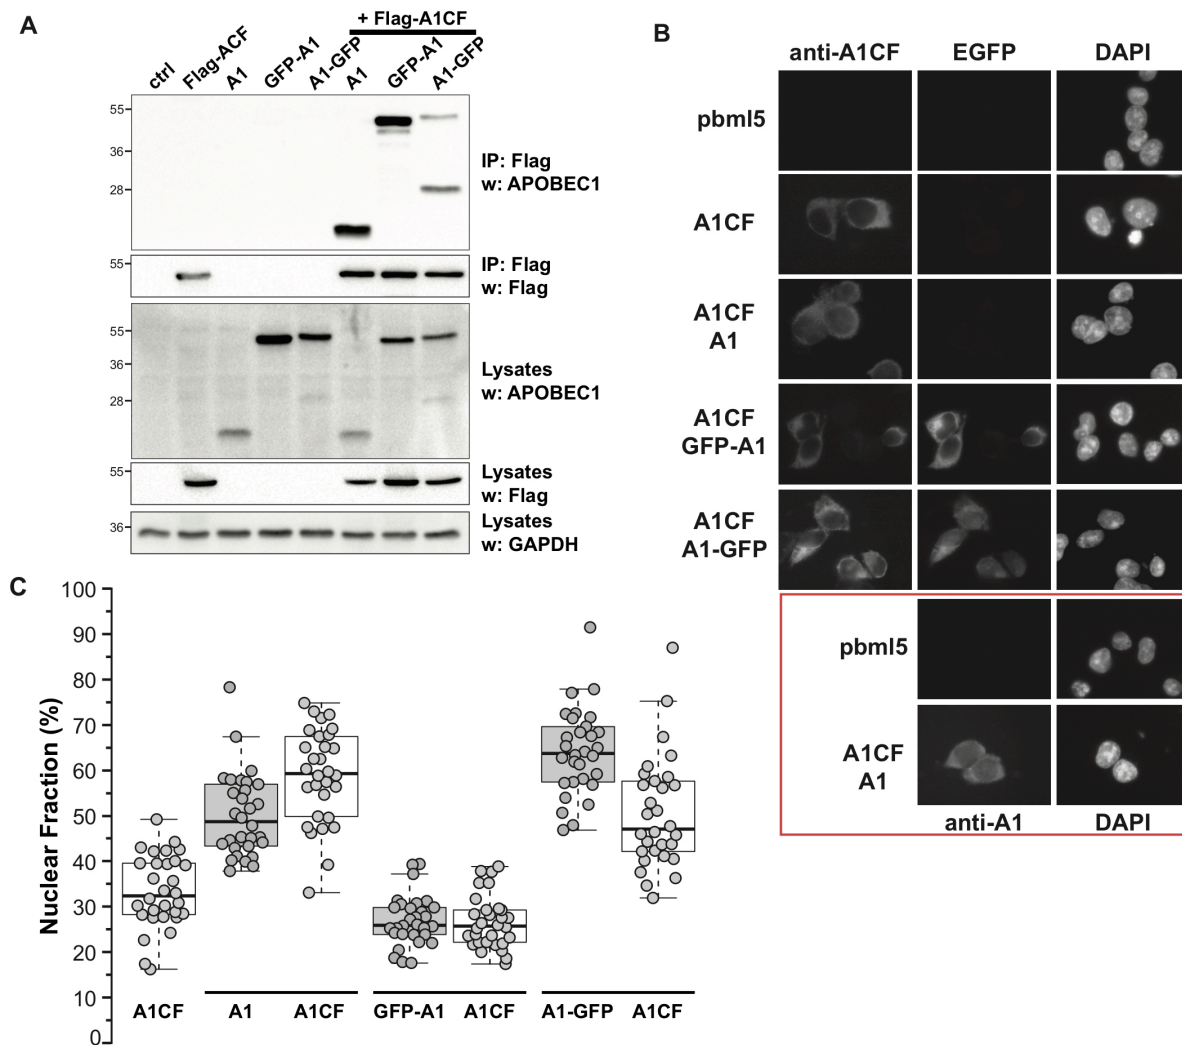 A
+ Flag-A1CF
ctrl
Flag-ACF
A1
GFP-A1
A1-GFP
A1
GFP-A1
A1-GFP
55
36
28
IP: Flag
w: APOBEC1
55
IP: Flag
w: Flag
55
36
28
Lysates
w: APOBEC1
55
Lysates
w: Flag
36
Lysates
w: GAPDH
B
anti-A1CF EGFP DAPI
pbml5
A1CF
A1CF
A1
A1CF
GFP-A1
A1CF
A1-GFP
pbml5
A1CF
A1
anti-A1 DAPI
C
Nuclear Fraction (%)
100
90
80
70
60
50
40
30
20
10
0
A1CF A1 A1CF GFP-A1 A1CF A1-GFP A1CF